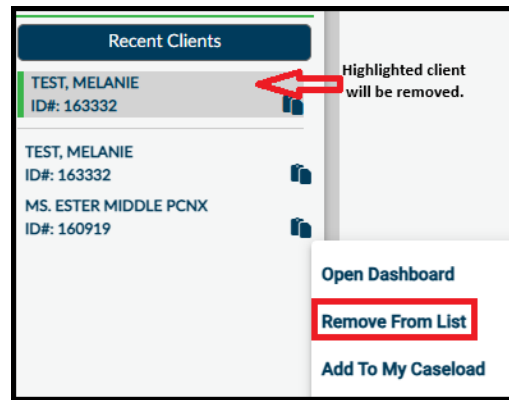 Recent Clients
TEST, MELANIE
ID#: 163332
Highlighted client
will be removed.
TEST, MELANIE
ID#: 163332
MS. ESTER MIDDLE PCNX
ID#: 160919
Open Dashboard
Remove From List
Add To My Caseload